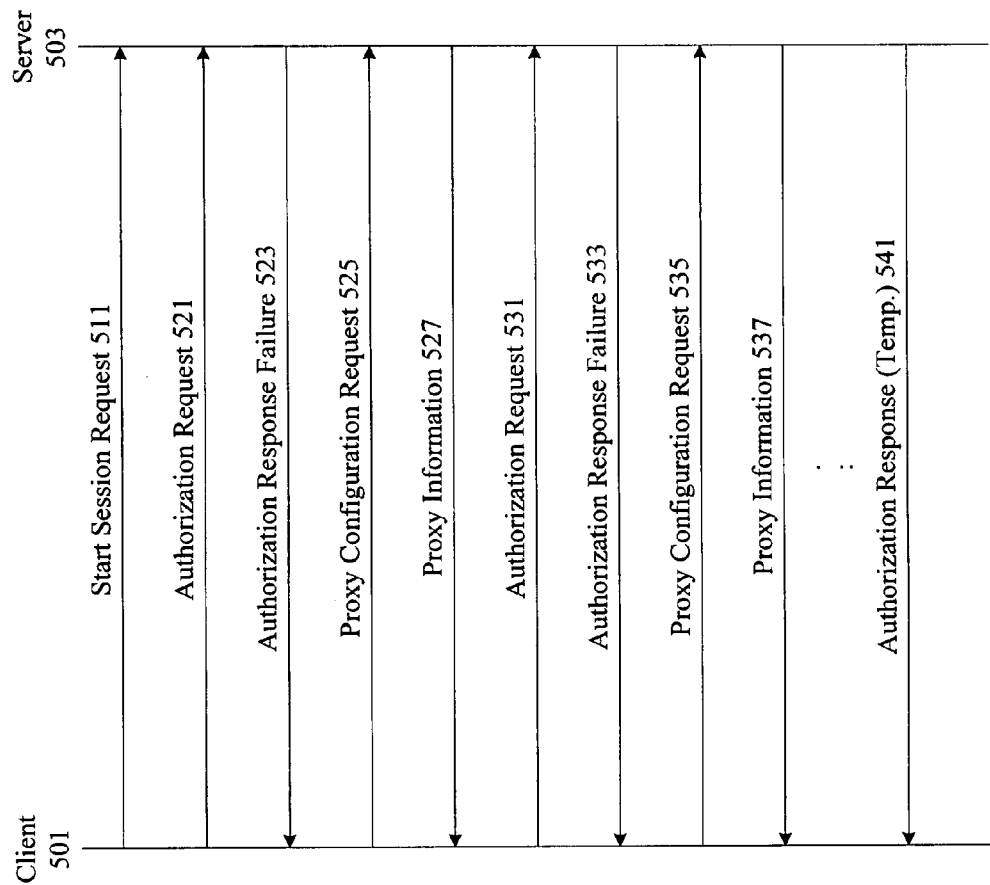 Client
501
Server
503
Start Session Request 511
Authorization Request 521
Authorization Response Failure 523
Proxy Configuration Request 525
Proxy Information 527
Authorization Request 531
Authorization Response Failure 533
Proxy Configuration Request 535
Proxy Information 537
Authorization Response (Temp.) 541